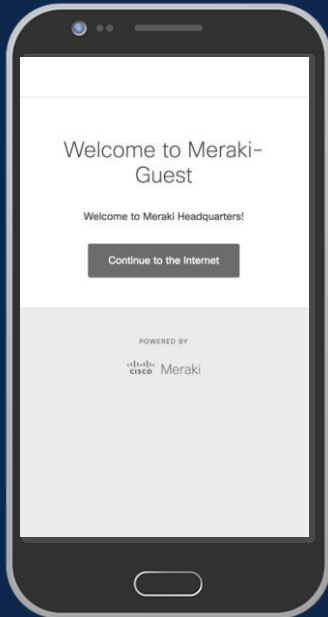 Welcome to Meraki-
Guest
Welcome to Meraki Headquarters!
Continue to the Internet
POWERED BY
cisco Meraki